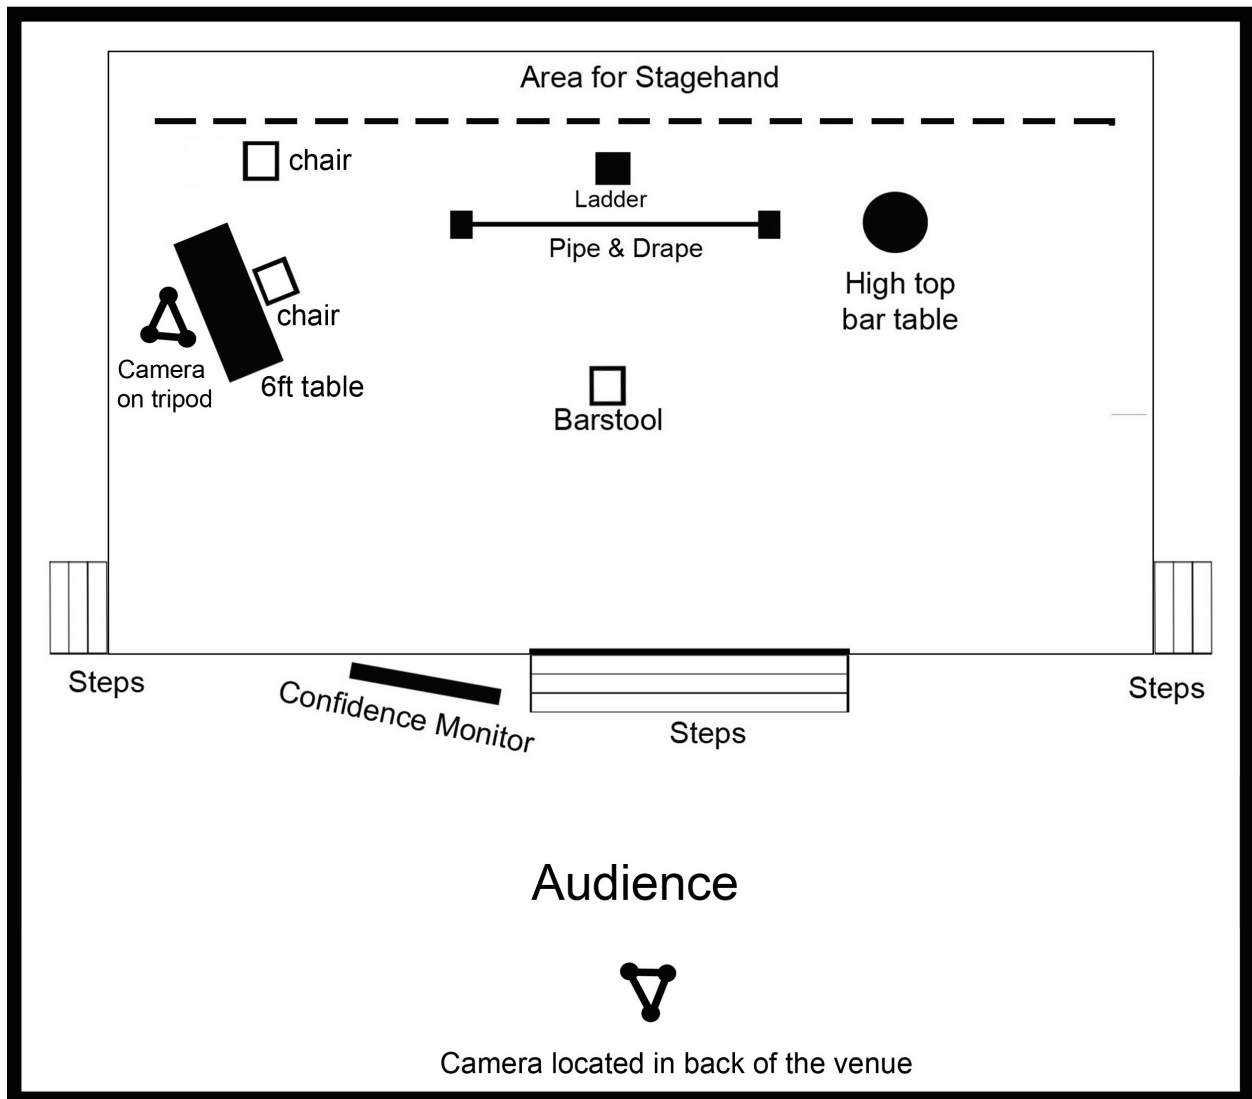 Area for Stagehand
chair
Ladder
Pipe & Drape
High top
bar table
chair
Camera
on tripod
6ft table
Barstool
Steps
Confidence Monitor
Steps
Steps
Audience
Camera located in back of the venue